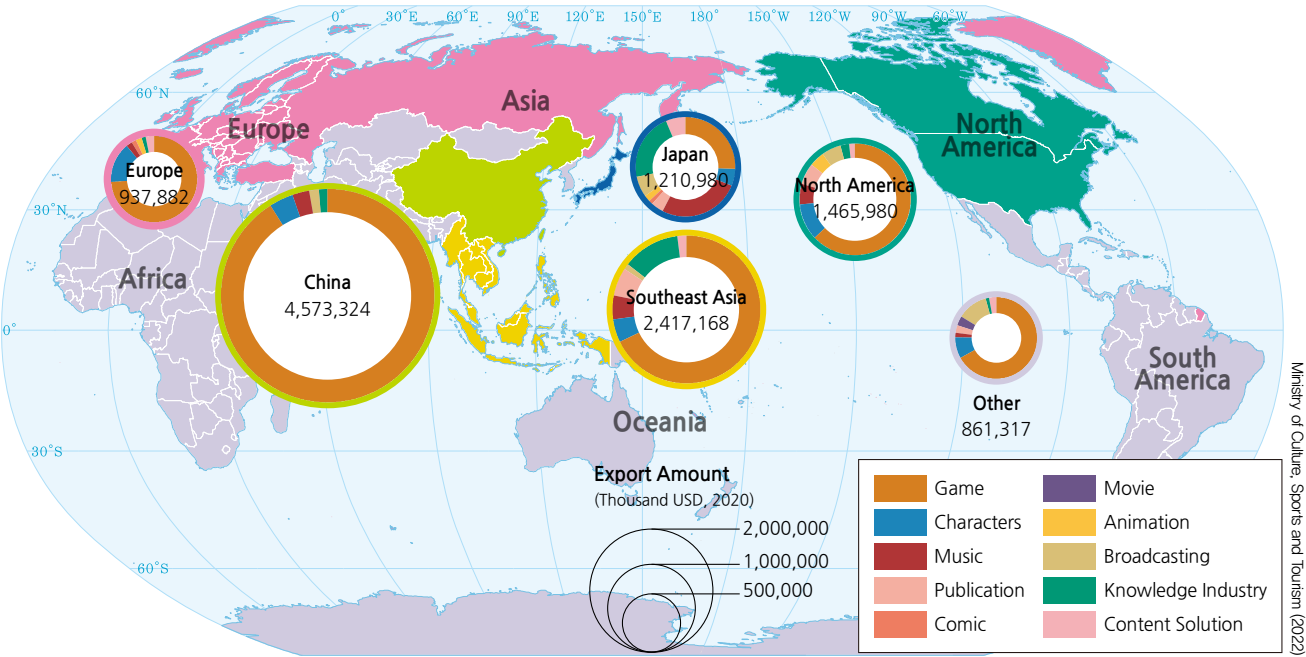 0°
30°E
60°E
90°E
120°E
150°E
180°
150°W
120°W
90°W
60°W
60°N
30°N
0°
30°S
60°S
Asia
Europe
North
America
Africa
Oceania
South
America
Europe
937,882
China
4,573,324
Japan
1,210,980
Southeast Asia
2,417,168
North America
1,465,980
Other
861,317
Export Amount
(Thousand USD, 2020)
2,000,000
1,000,000
500,000
Game
Characters
Music
Publication
Comic
Movie
Animation
Broadcasting
Knowledge Industry
Content Solution
Ministry of Culture, Sports and Tourism (2022)